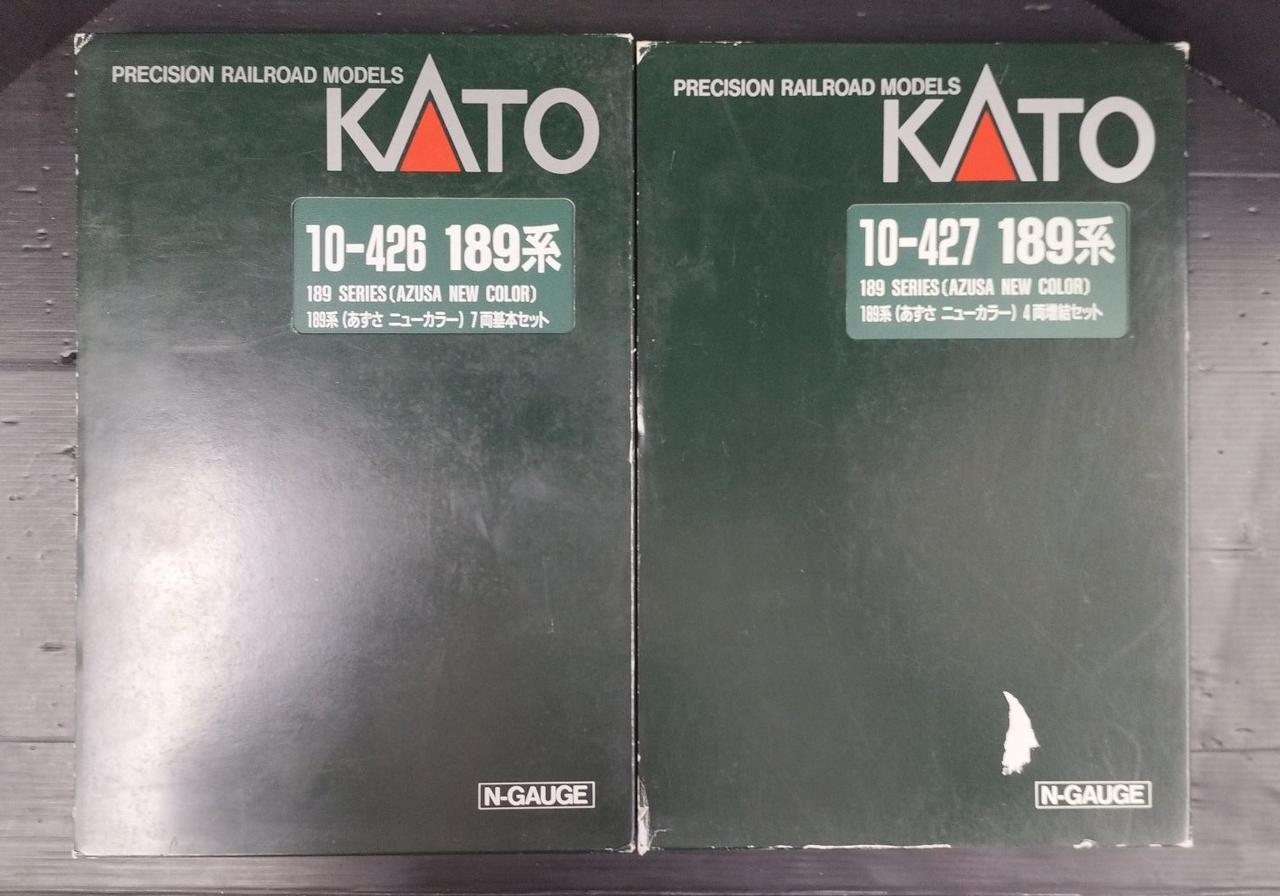 PRECISION RAILROAD MODELS
KATO
10-426 189系
189 SERIES(AZUSA NEW COLOR)
189系(あずさ ニューカラー)7両基本セット
N-GAUGE
PRECISION RAILROAD MODELS
KATO
10-427 189系
189 SERIES(AZUSA NEW COLOR)
189系(あずさ ニューカラー)4両増結セット
N-GAUGE